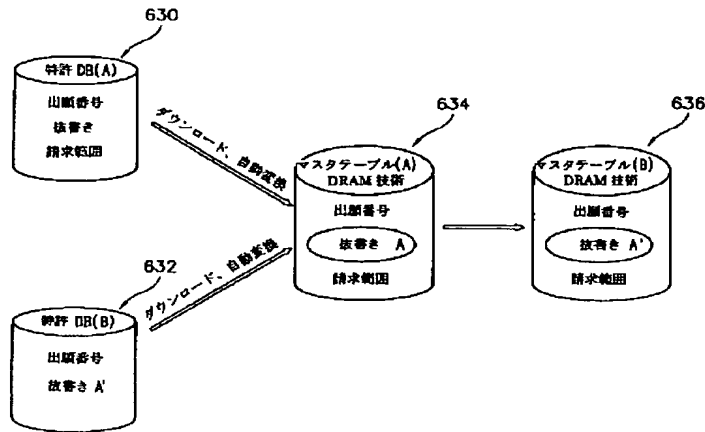 630
特許 DB(A)
出願番号
抜書き
請求範囲
ダウンロード、自動変換
634
マスタテーブル(A)
DRAM 技術
出願番号
抜書き A
請求範囲
636
マスタテーブル(B)
DRAM 技術
出願番号
抜書き A'
請求範囲
632
特許 DB(B)
出願番号
抜書き A'
ダウンロード、自動変換